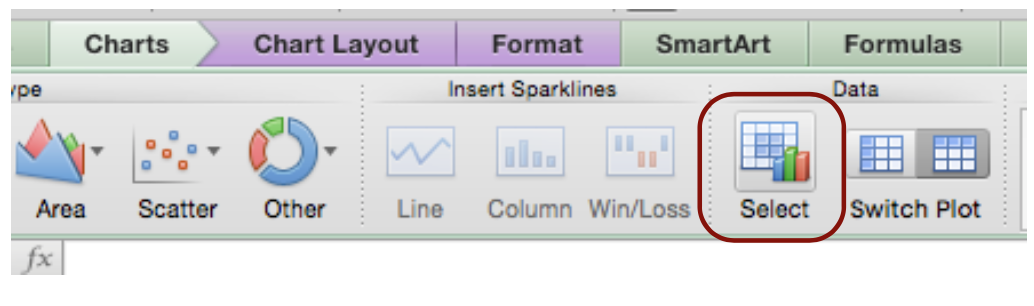 Charts Chart Layout Format SmartArt Formulas
Insert Sparklines Data
Area Scatter Other Line Column Win/Loss Select Switch Plot
fx